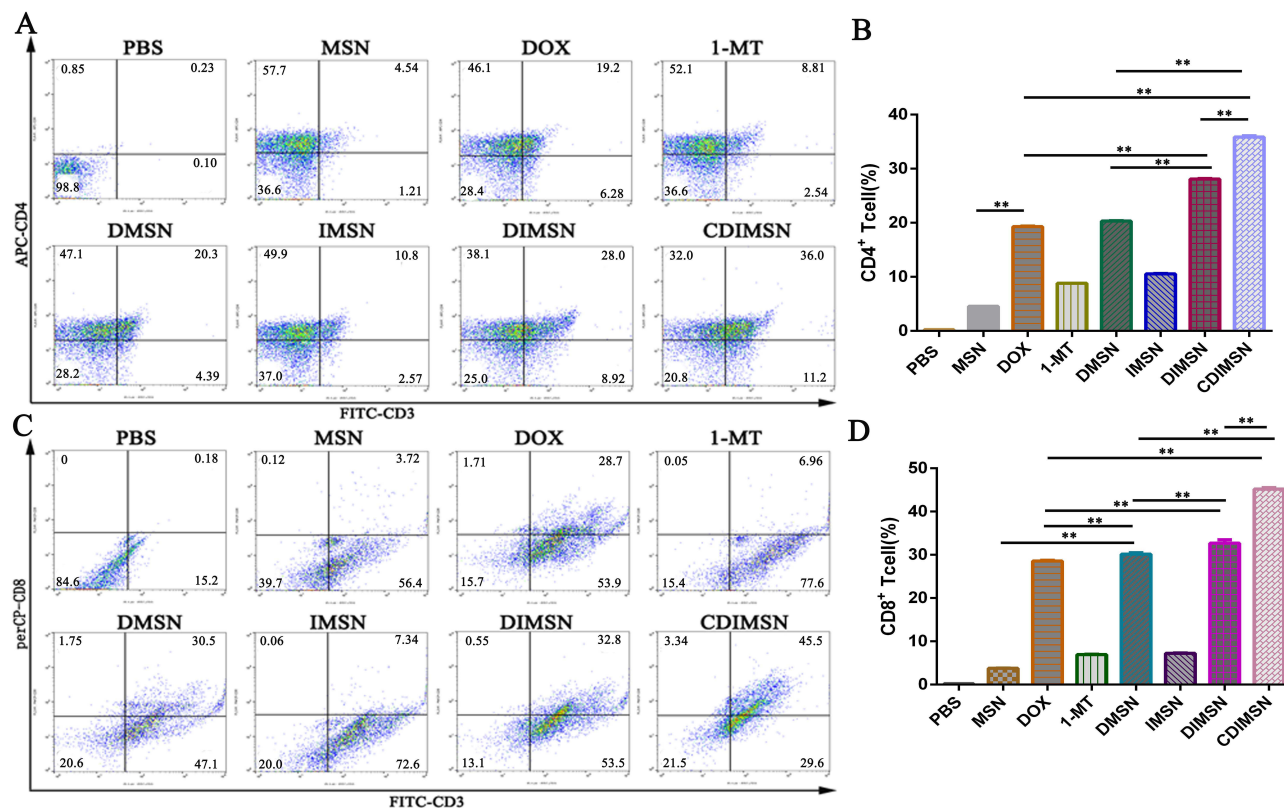 A
PBS MSN DOX 1-MT
0.85 0.23 57.7 4.54 46.1 19.2 52.1 8.81
98.8 0.10 36.6 1.21 28.4 6.28 36.6 2.54
DMSN IMSN DIMSN CDIMSN
47.1 20.3 49.9 10.8 38.1 28.0 32.0 36.0
28.2 4.39 37.0 2.57 25.0 8.92 20.8 11.2
APC-CD4
FITC-CD3
B
** 
**
**
**
**
**
CD4+ Tcell(%)
40
30
20
10
0
PBS MSN DOX 1-MT DMSN IMSN DIMSN CDIMSN
C
PBS MSN DOX 1-MT
0 0.18 0.12 3.72 1.71 28.7 0.05 6.96
84.6 15.2 39.7 56.4 15.7 53.9 15.4 77.6
DMSN IMSN DIMSN CDIMSN
1.75 30.5 0.06 7.34 0.55 32.8 3.34 45.5
20.6 47.1 20.0 72.6 13.1 53.5 21.5 29.6
perCP-CD8
FITC-CD3
D
**
**
**
**
**
**
**
CD8+ Tcell(%)
50
40
30
20
10
0
PBS MSN DOX 1-MT DMSN IMSN DIMSN CDIMSN